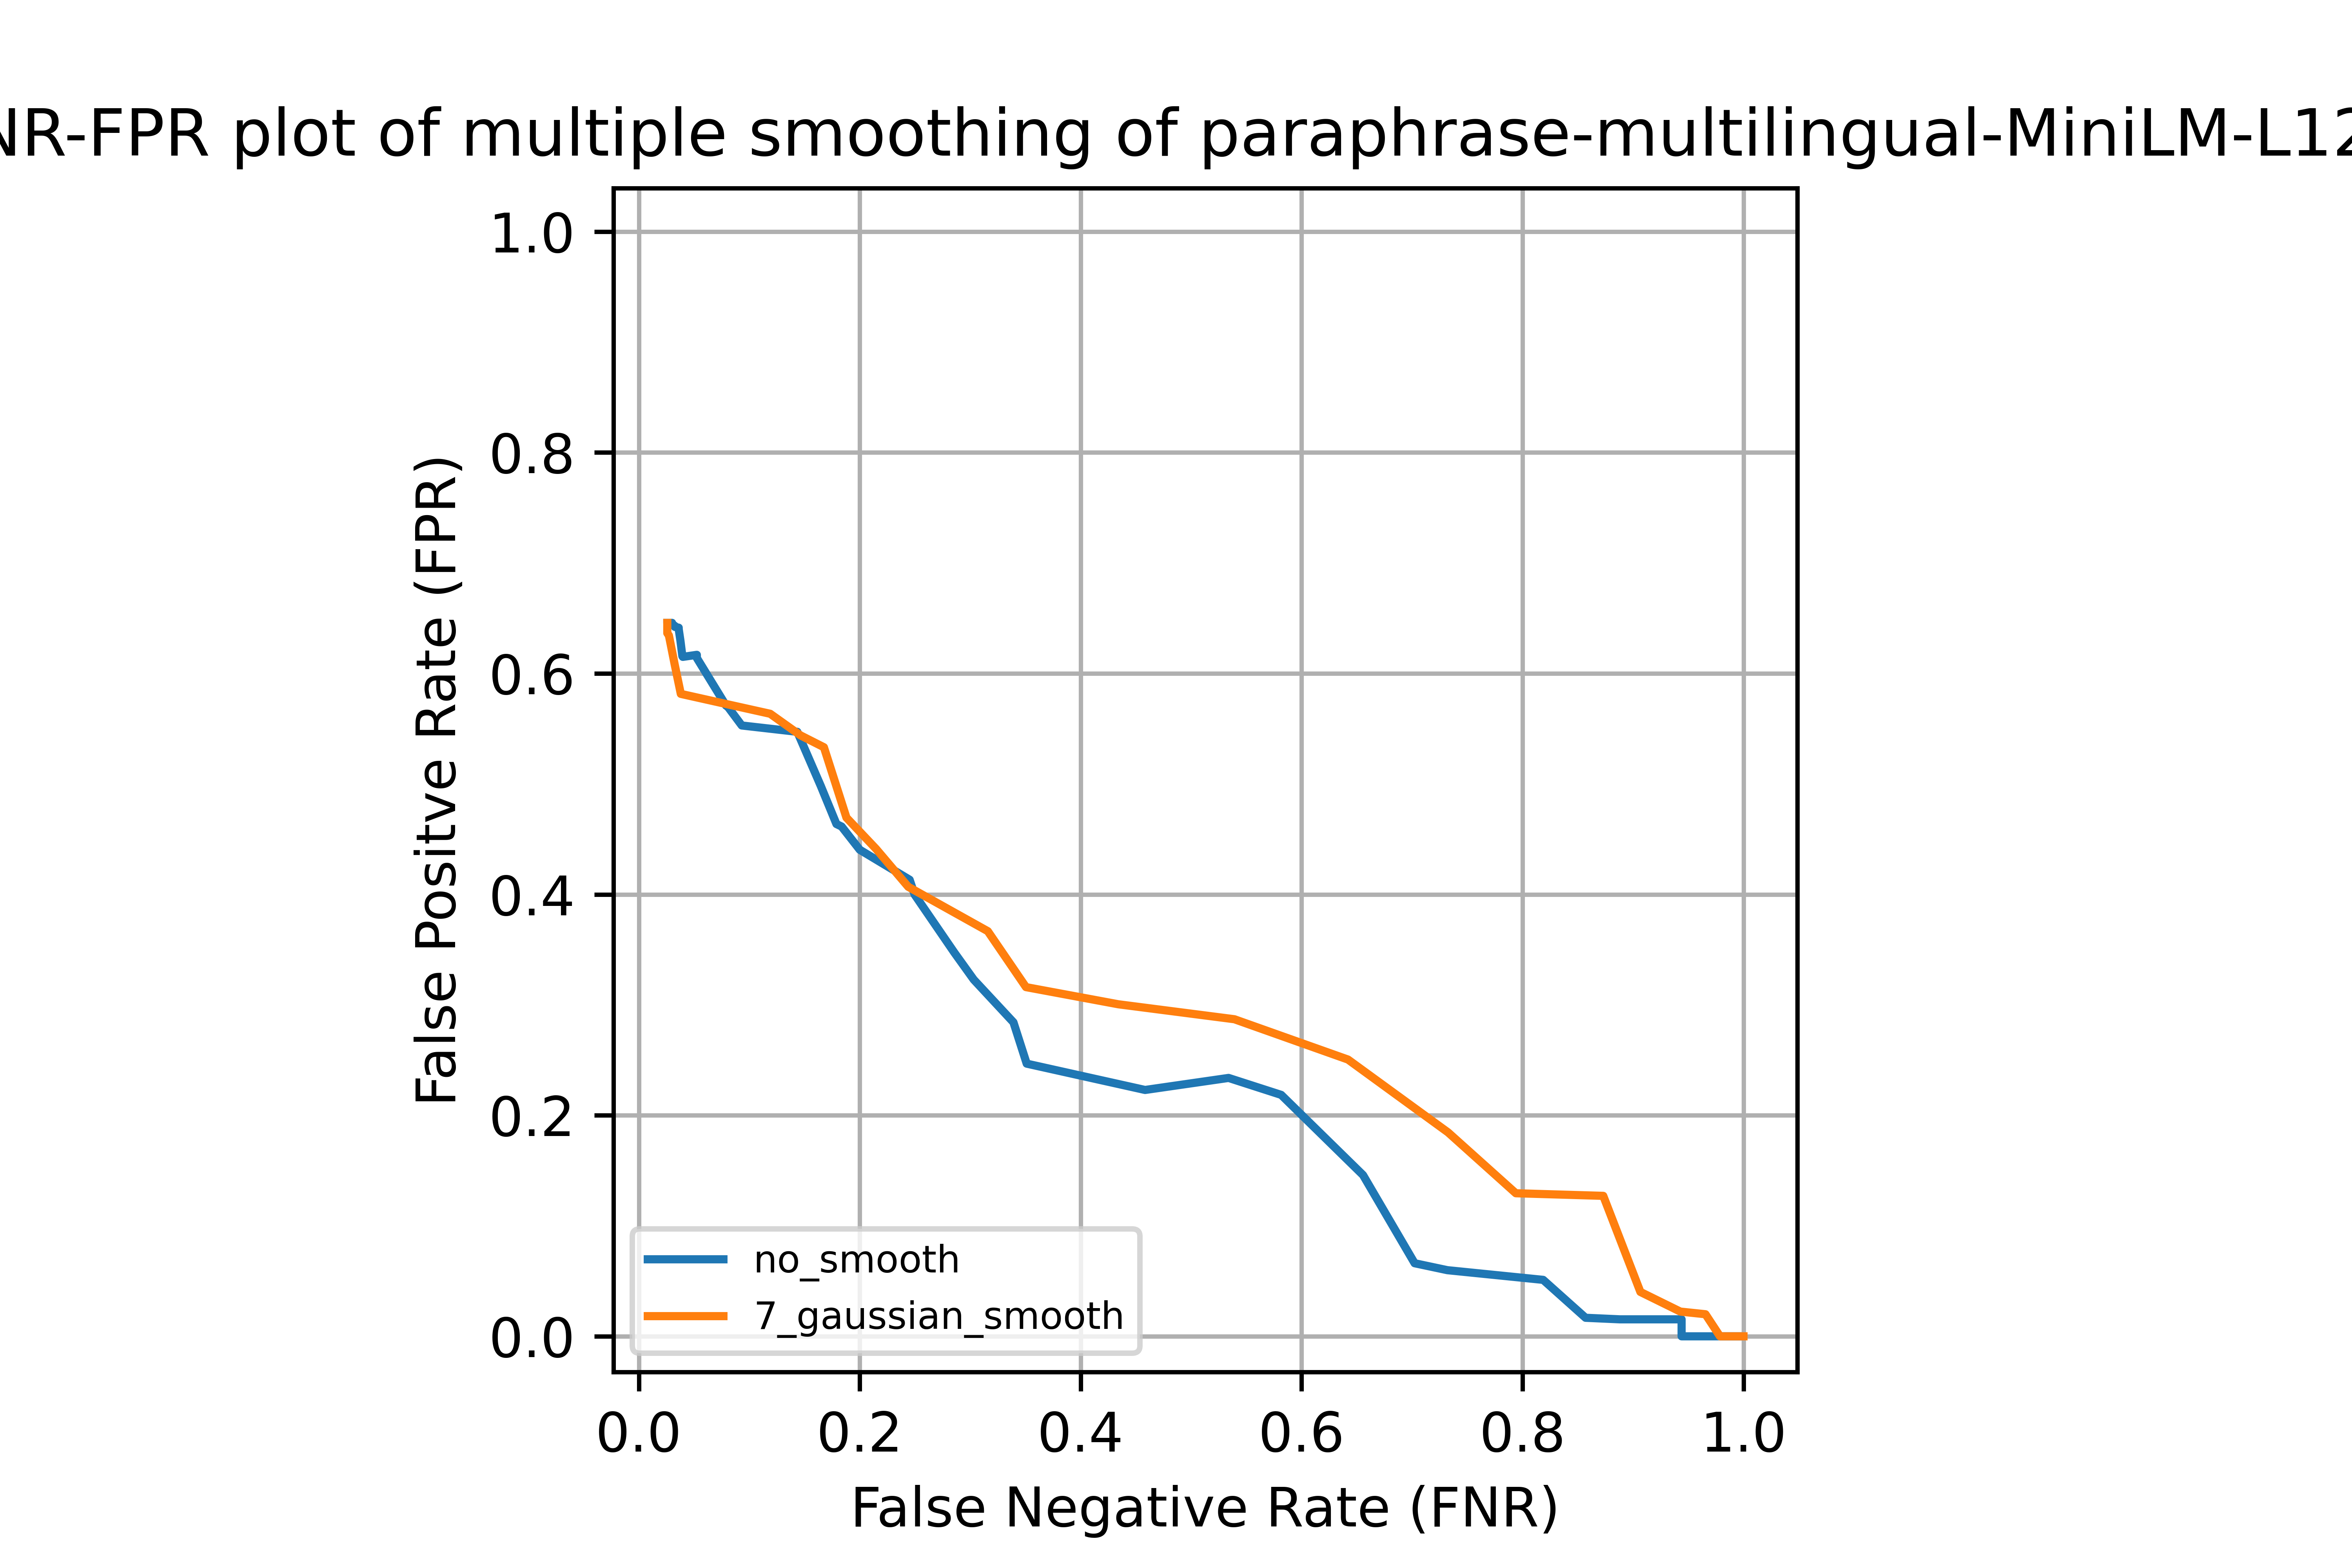 NR-FPR plot of multiple smoothing of paraphrase-multilingual-MiniLM-L12
False Positve Rate (FPR)
1.0
0.8
0.6
0.4
0.2
0.0
no_smooth
7_gaussian_smooth
0.0 0.2 0.4 0.6 0.8 1.0
False Negative Rate (FNR)